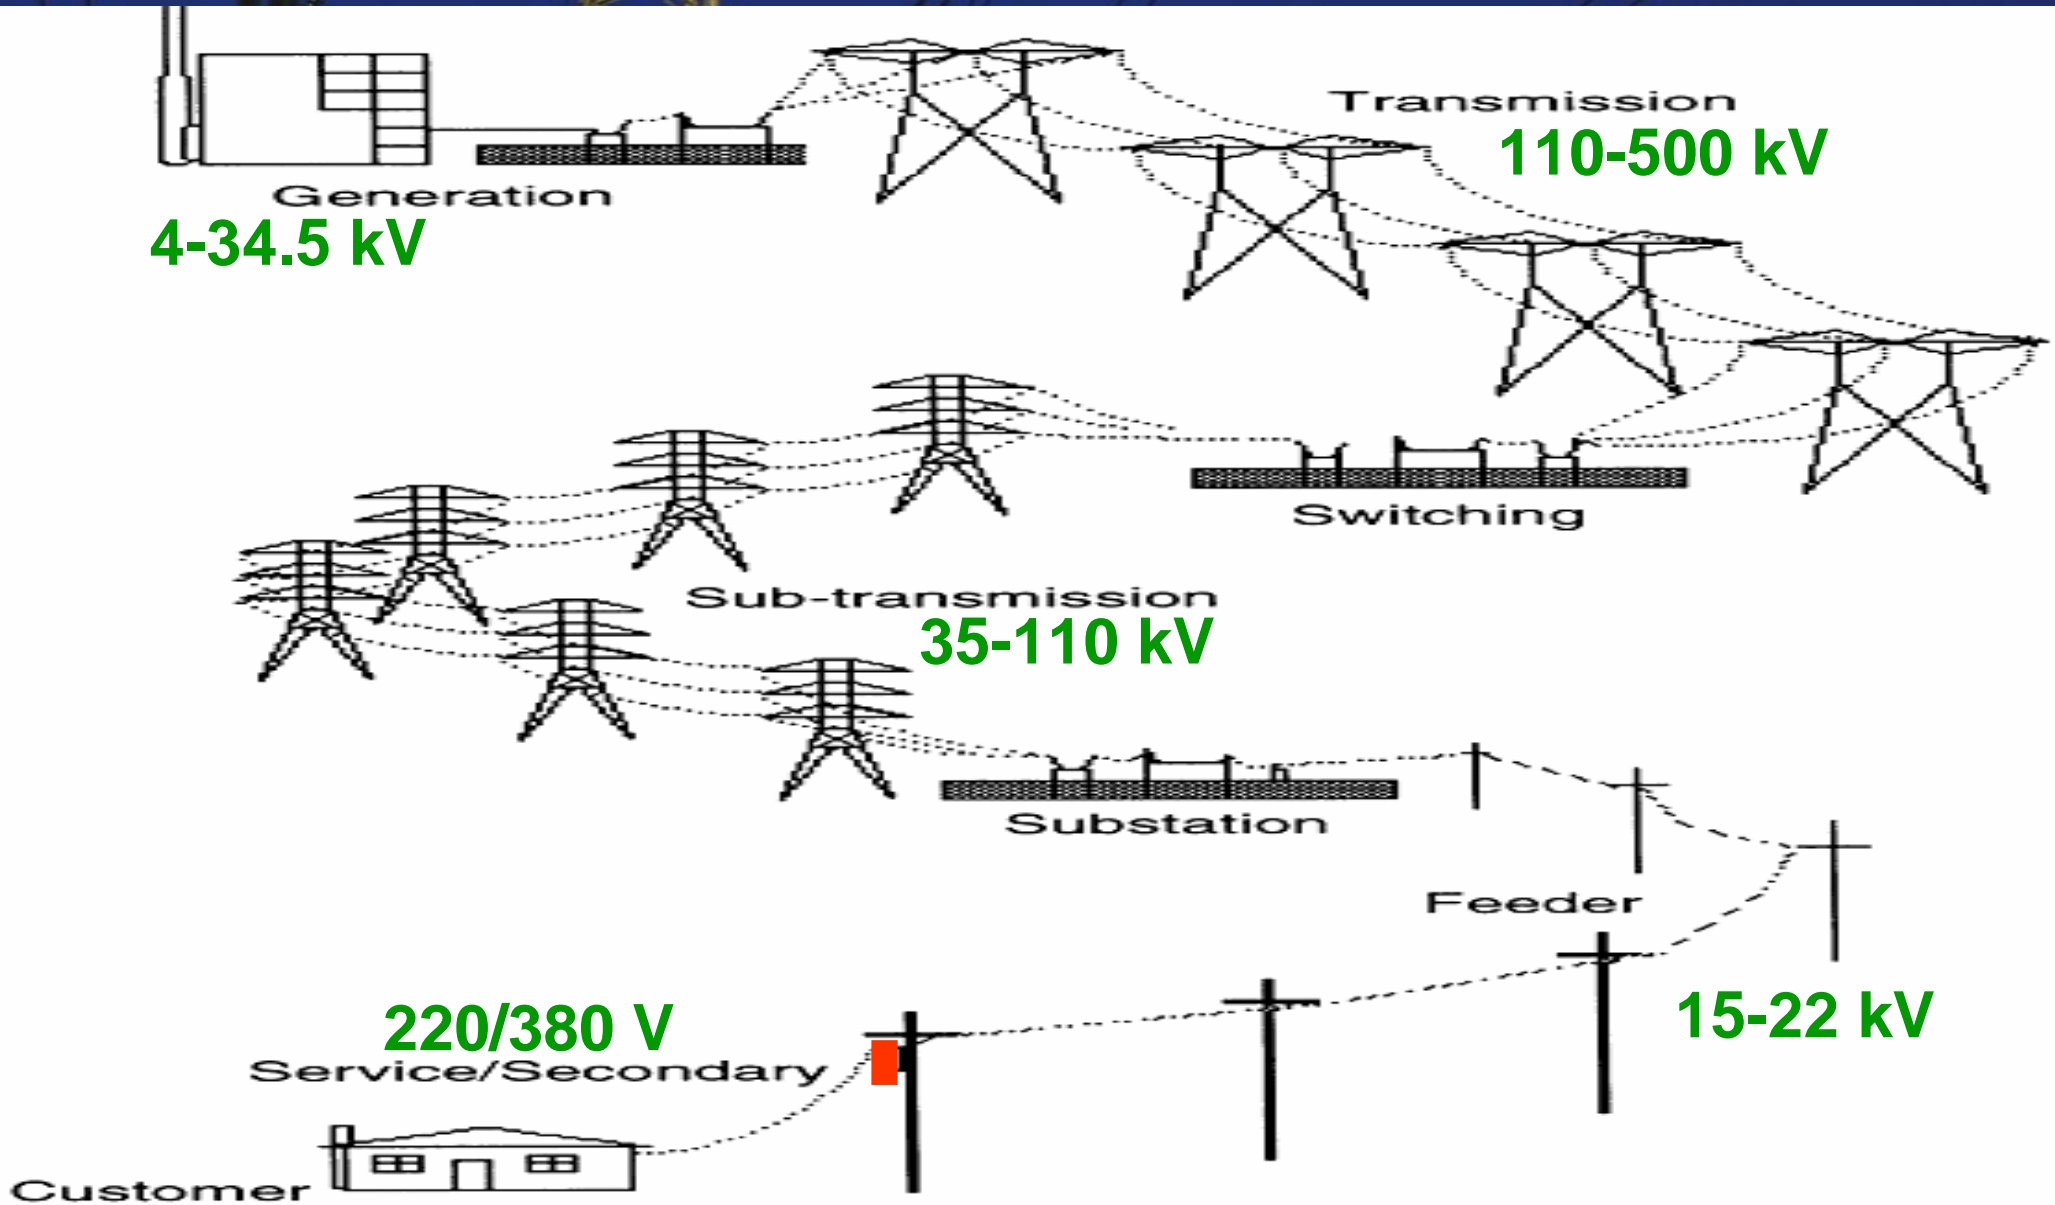 Transmission
110-500 kV
Generation
4-34.5 kV
Switching
Sub-transmission
35-110 kV
Substation
Feeder
15-22 kV
220/380 V
Service/Secondary
Customer